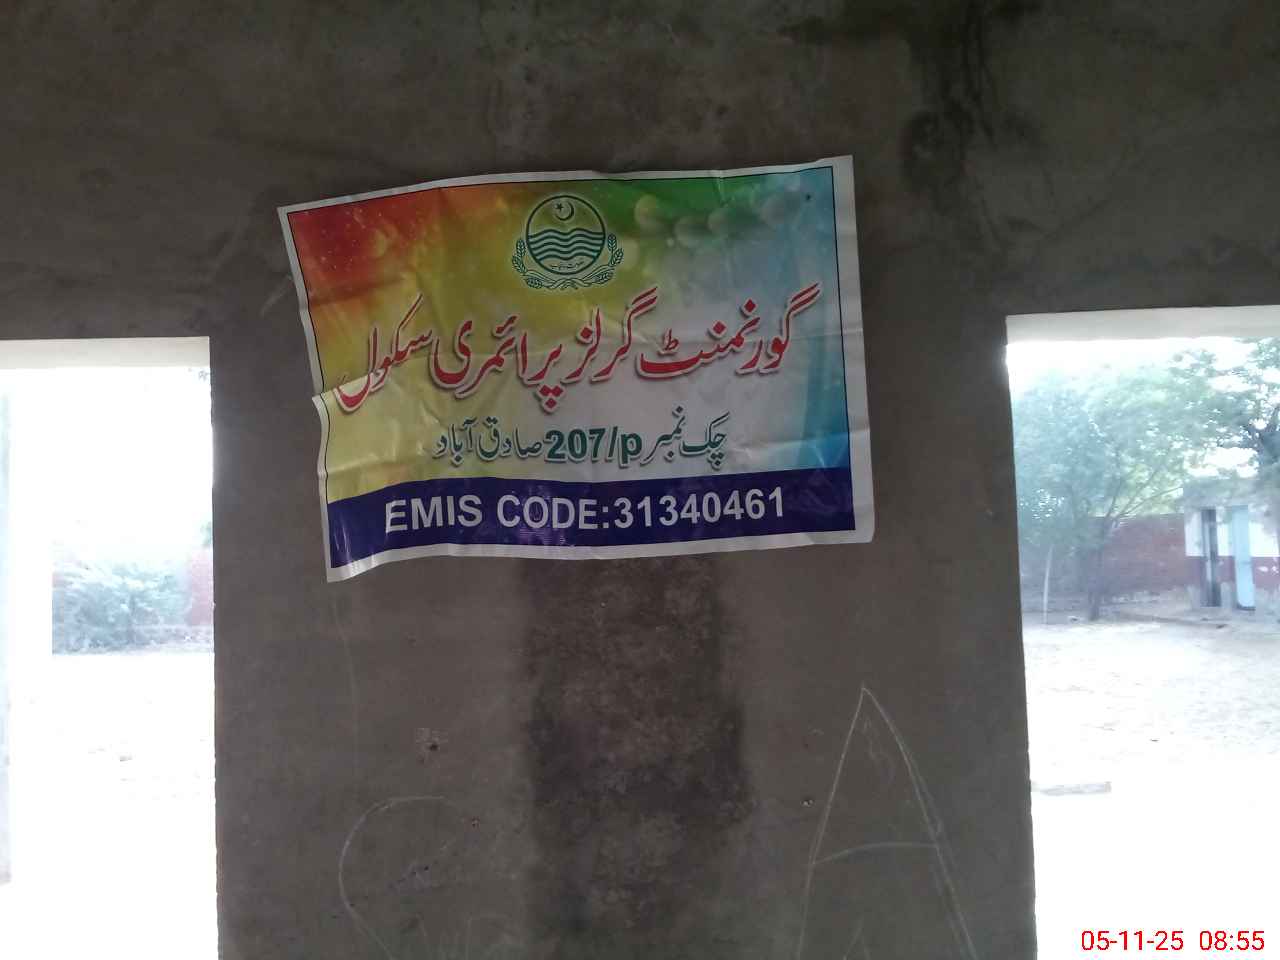 گورنمنٹ گرلز پرائمری سکول
چک نمبر 207/p صادق آباد
EMIS CODE:31340461
05-11-25 08:55